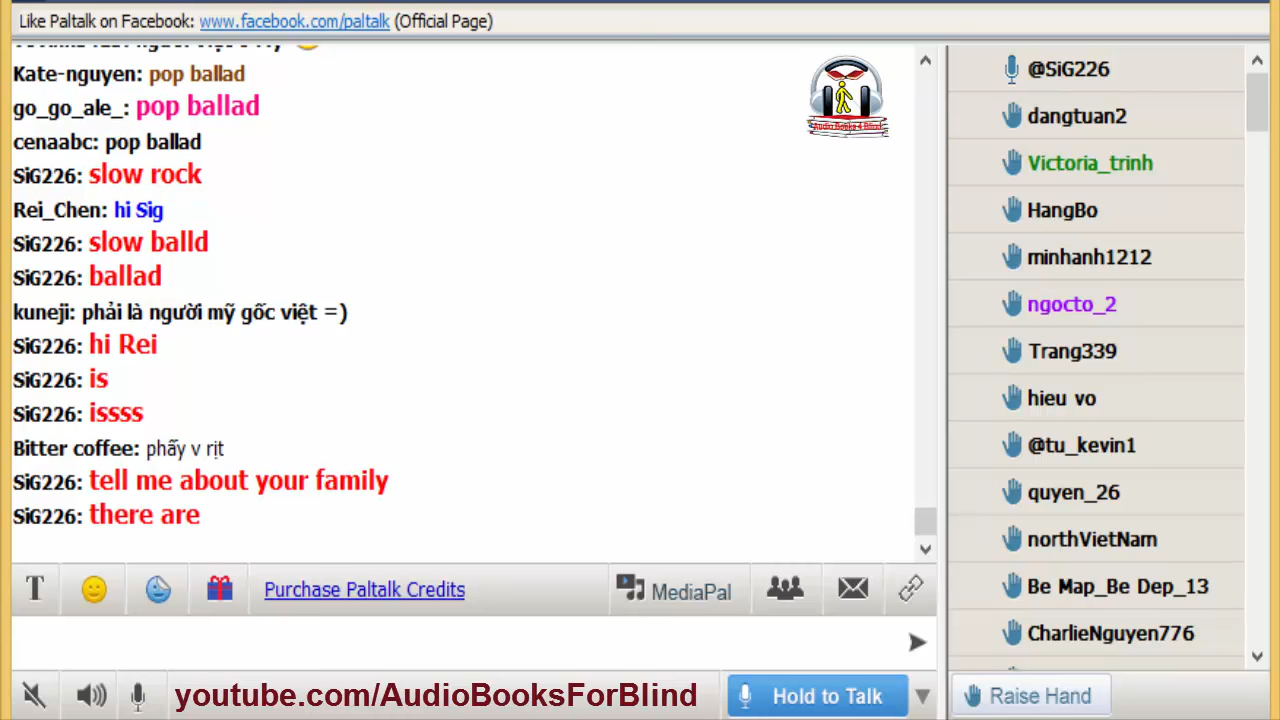 Like Paltalk on Facebook: www.facebook.com/paltalk (Official Page)
Kate-nguyen: pop ballad
go_go_ale_: pop ballad
cenaabc: pop ballad
SiG226: slow rock
Rei_Chen: hi Sig
SiG226: slow balld
SiG226: ballad
kuneji: phải là người mỹ gốc việt =)
SiG226: hi Rei
SiG226: is
SiG226: issss
Bitter coffee: phẫy v rịt
SiG226: tell me about your family
SiG226: there are
Audio Books 4 Blind
T
Purchase Paltalk Credits
MediaPal
youtube.com/AudioBooksForBlind
Hold to Talk
@SiG226
dangtuan2
Victoria_trinh
HangBo
minhanh1212
ngocto_2
Trang339
hieu vo
@tu_kevin1
quyen_26
northVietNam
Be Map_Be Dep_13
CharlieNguyen776
Raise Hand